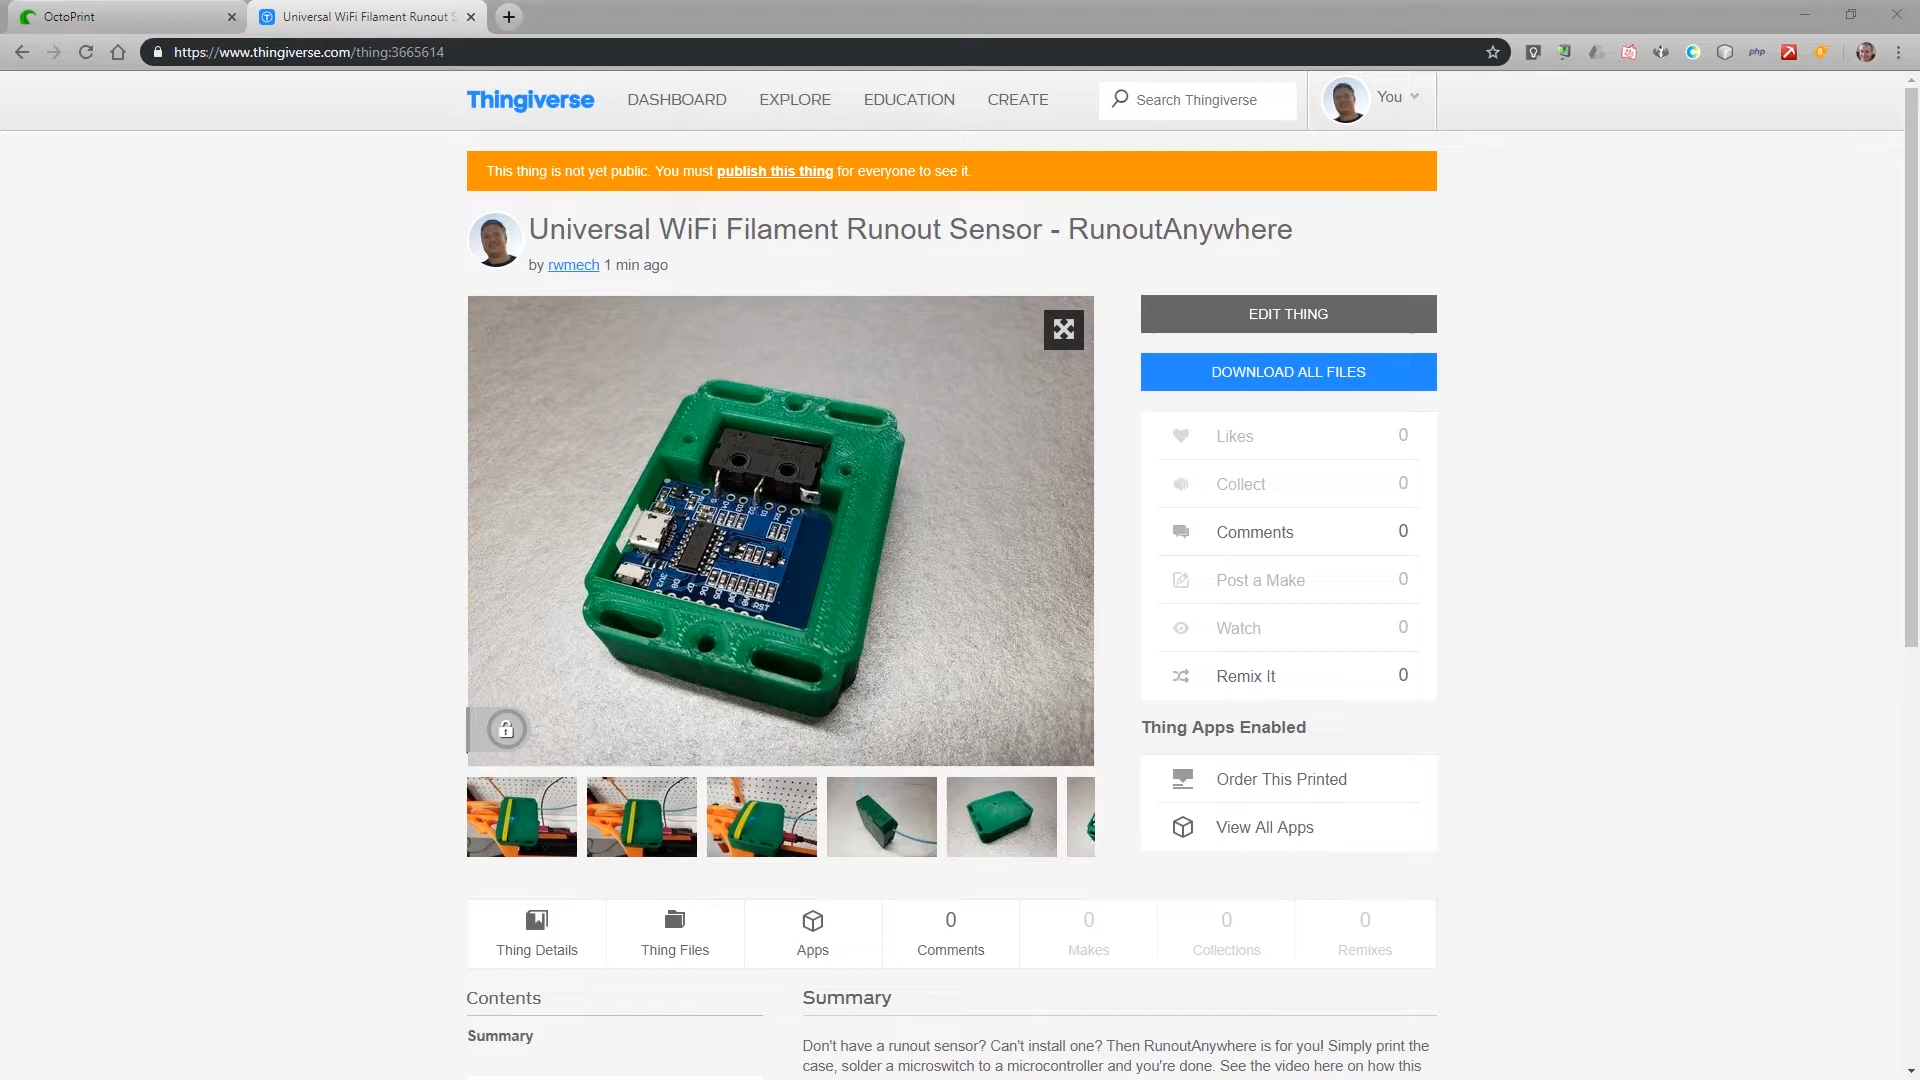 OctoPrint
Universal WiFi Filament Runout S
https://www.thingiverse.com/thing:3665614
php
Thingiverse
DASHBOARD
EXPLORE
EDUCATION
CREATE
Search Thingiverse
You
This thing is not yet public. You must publish this thing for everyone to see it.
Universal WiFi Filament Runout Sensor - RunoutAnywhere
by rwmech 1 min ago
EDIT THING
DOWNLOAD ALL FILES
Likes 0
Collect 0
Comments 0
Post a Make 0
Watch 0
Remix It 0
Thing Apps Enabled
Order This Printed
View All Apps
RST
Thing Details
Thing Files
Apps
0 Comments
0 Makes
0 Collections
0 Remixes
Contents
Summary
Summary
Don't have a runout sensor? Can't install one? Then RunoutAnywhere is for you! Simply print the
case, solder a microswitch to a microcontroller and you're done. See the video here on how this